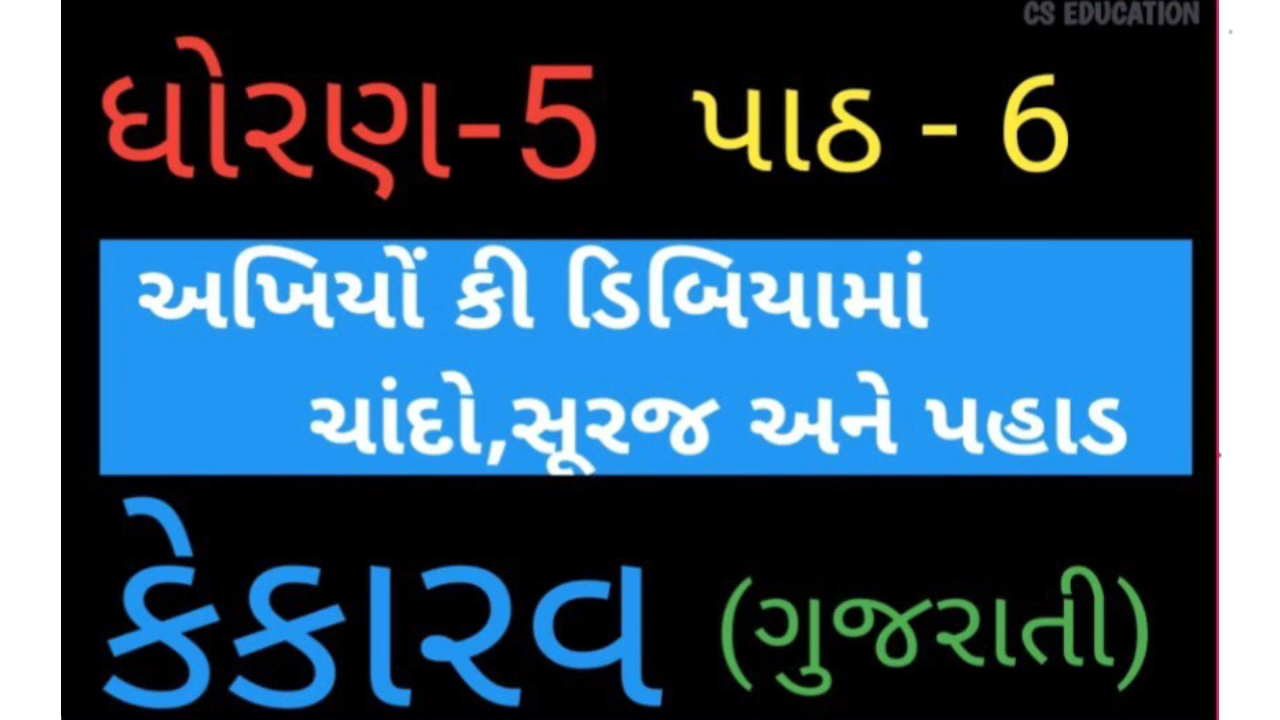 CS EDUCATION
ધોરણ-5 પાઠ - 6
અખિયોં કી ડિબિયામાં
ચાંદો,સૂરજ અને પહાડ
કેકારવ (ગુજરાતી)